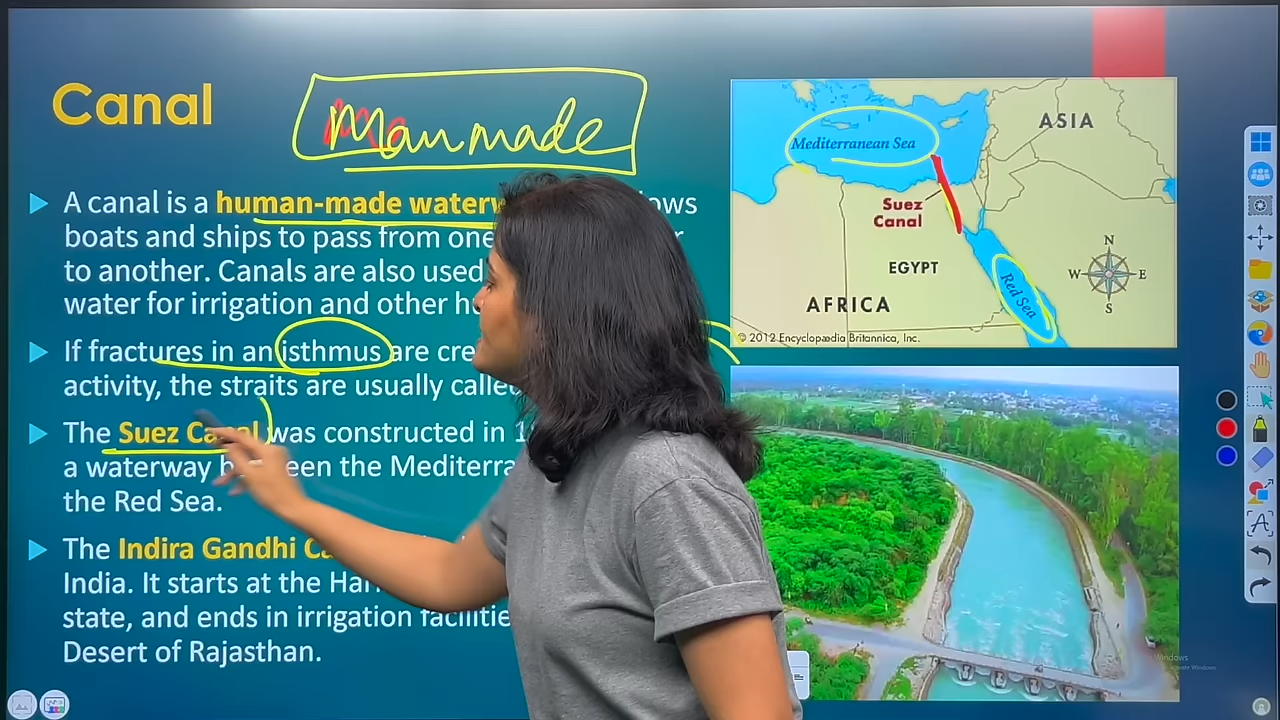 Canal
Man made
A canal is a human-made waterw ows
boats and ships to pass from one r
to another. Canals are also used
water for irrigation and other hu
If fractures in an isthmus are cre
activity, the straits are usually called
The Suez Canal was constructed in 1
a waterway between the Mediterra
the Red Sea.
The Indira Gandhi Ca
India. It starts at the Har
state, and ends in irrigation facilitie
Desert of Rajasthan.
Mediterranean Sea
ASIA
Suez
Canal
EGYPT
AFRICA
Red Sea
N
W E
S
© 2012 Encyclopædia Britannica, Inc.